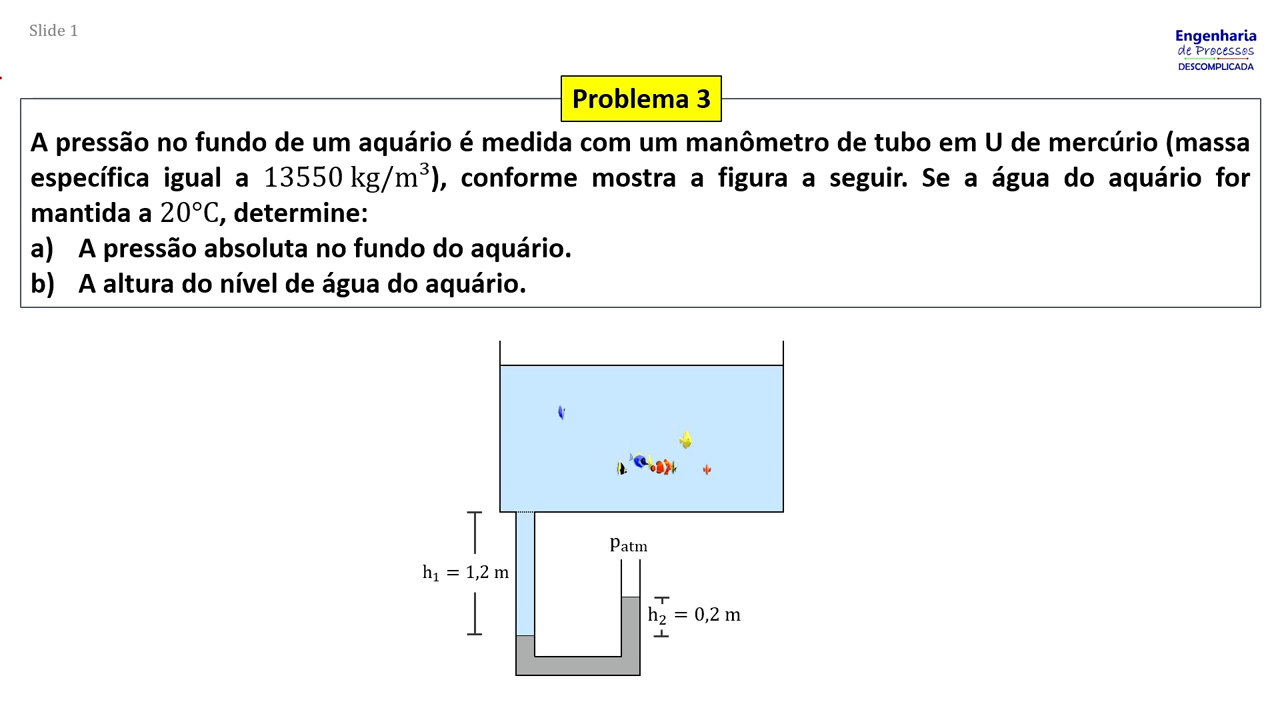 Slide 1
Engenharia
de Processos
DESCOMPLICADA
Problema 3
A pressão no fundo de um aquário é medida com um manômetro de tubo em U de mercúrio (massa
específica igual a 13550 kg/m³), conforme mostra a figura a seguir. Se a água do aquário for
mantida a 20°C, determine:
a) A pressão absoluta no fundo do aquário.
b) A altura do nível de água do aquário.
p_atm
h₁ = 1,2 m
h₂ = 0,2 m